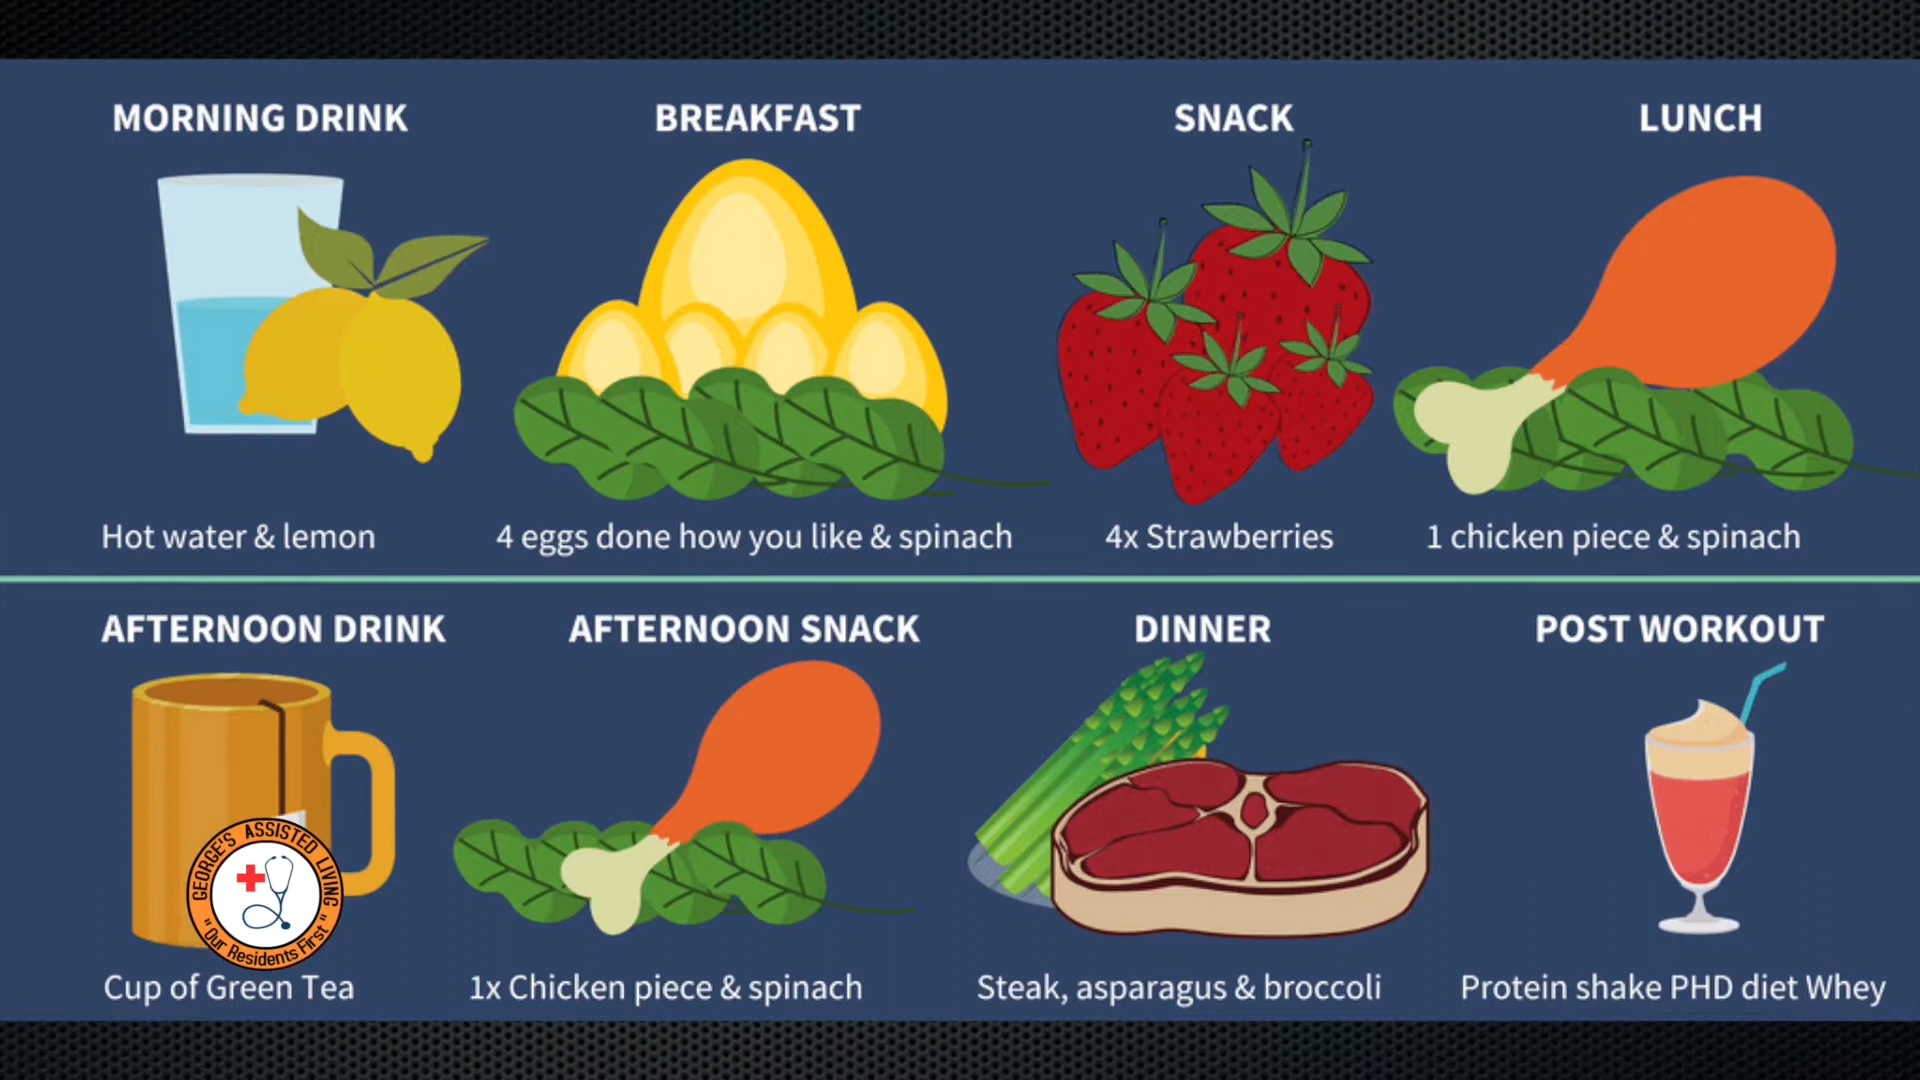 MORNING DRINK
BREAKFAST
SNACK
LUNCH
Hot water & lemon
4 eggs done how you like & spinach
4x Strawberries
1 chicken piece & spinach
AFTERNOON DRINK
AFTERNOON SNACK
DINNER
POST WORKOUT
GEORGE'S ASSISTED LIVING
"Our Residents First"
Cup of Green Tea
1x Chicken piece & spinach
Steak, asparagus & broccoli
Protein shake PHD diet Whey